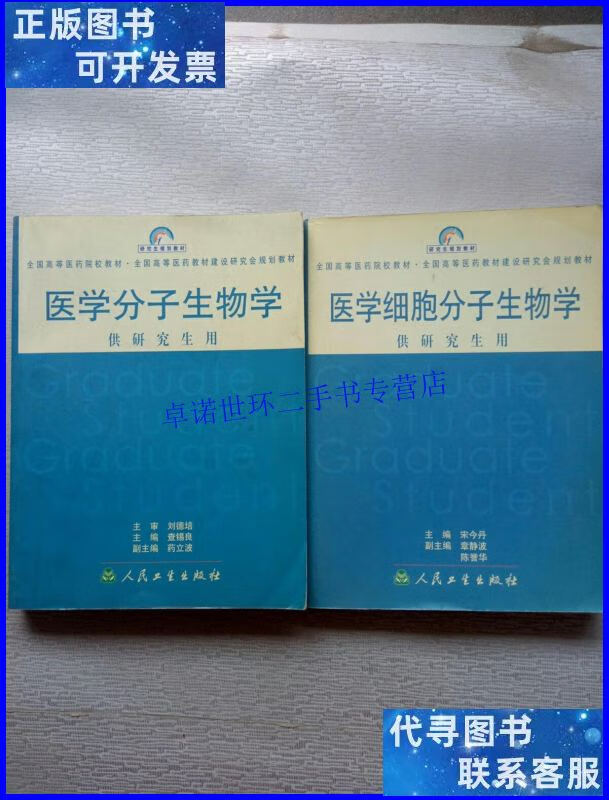 正版图书
可开发票
研究生规划教材
全国高等医药院校教材·全国高等医药教材建设研究会规划教材
医学分子生物学
供研究生用
Graduate
Student
Graduate
Student
主审 刘德培
主编 查锡良
副主编 药立波
人民卫生出版社
研究生规划教材
全国高等医药院校教材·全国高等医药教材建设研究会规划教材
医学细胞分子生物学
供研究生用
Graduate
Student
Graduate
Student
主编 宋今丹
副主编 章静波
陈誉华
人民卫生出版社
卓诺世环二手书专营店
代寻图书
联系客服